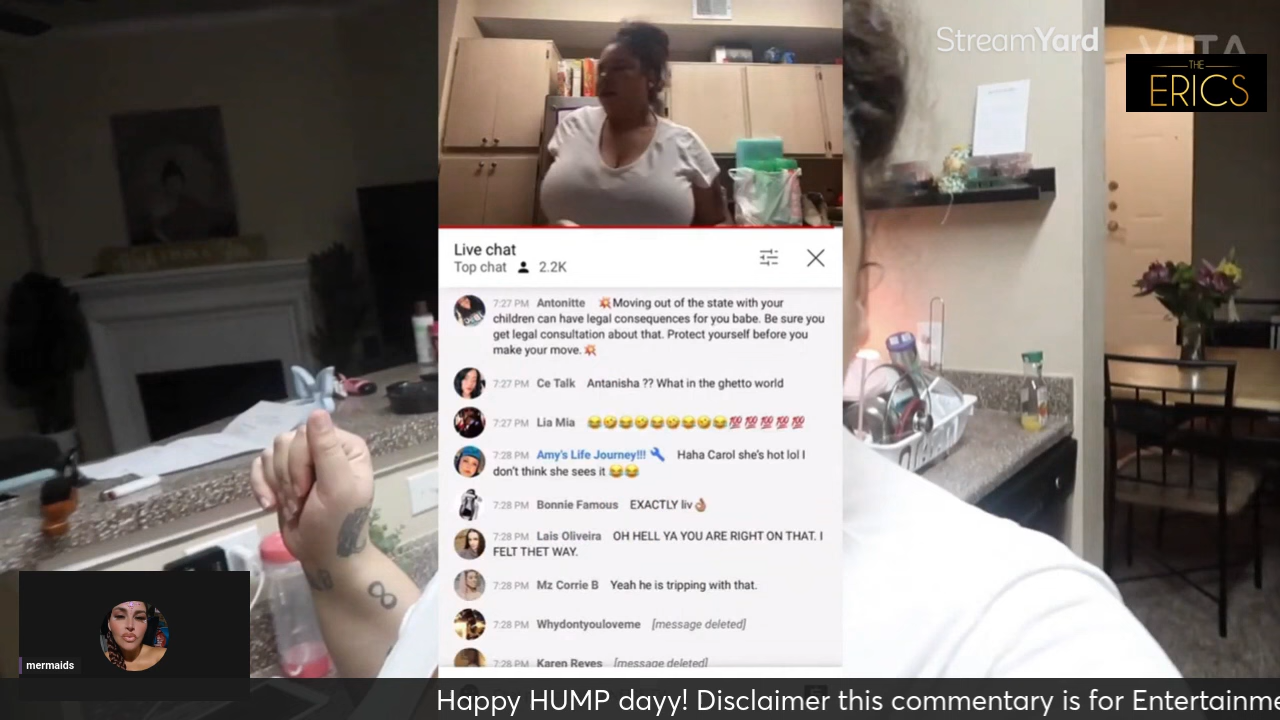 StreamYard
VITA
THE
ERICS
Live chat
Top chat 2.2K
7:27 PM Antonitte 💥Moving out of the state with your
children can have legal consequences for you babe. Be sure you
get legal consultation about that. Protect yourself before you
make your move. 💥
7:27 PM Ce Talk Antanisha ?? What in the ghetto world
7:27 PM Lia Mia 😂🤣😂🤣😂🤣😂🤣😂💯💯💯💯💯
7:28 PM Amy's Life Journey!!! 🔧 Haha Carol she's hot lol I
don't think she sees it 😂😂
7:28 PM Bonnie Famous EXACTLY liv👌🏽
7:28 PM Lais Oliveira OH HELL YA YOU ARE RIGHT ON THAT. I
FELT THET WAY.
7:28 PM Mz Corrie B Yeah he is tripping with that.
7:28 PM Whydontyouloveme [message deleted]
7:28 PM Karen Reyes [message deleted]
mermaids
Happy HUMP dayy! Disclaimer this commentary is for Entertainme